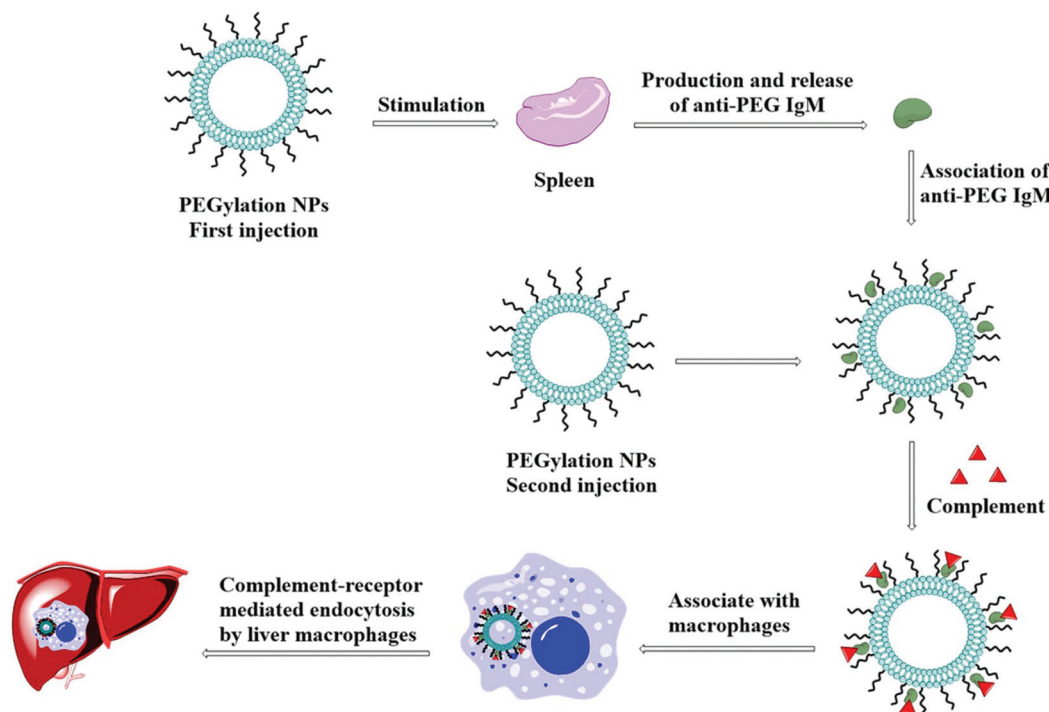 Stimulation
Production and release
of anti-PEG IgM
Spleen
PEGylation NPs
First injection
Association of
anti-PEG IgM
PEGylation NPs
Second injection
Complement
Associate with
macrophages
Complement-receptor
mediated endocytosis
by liver macrophages